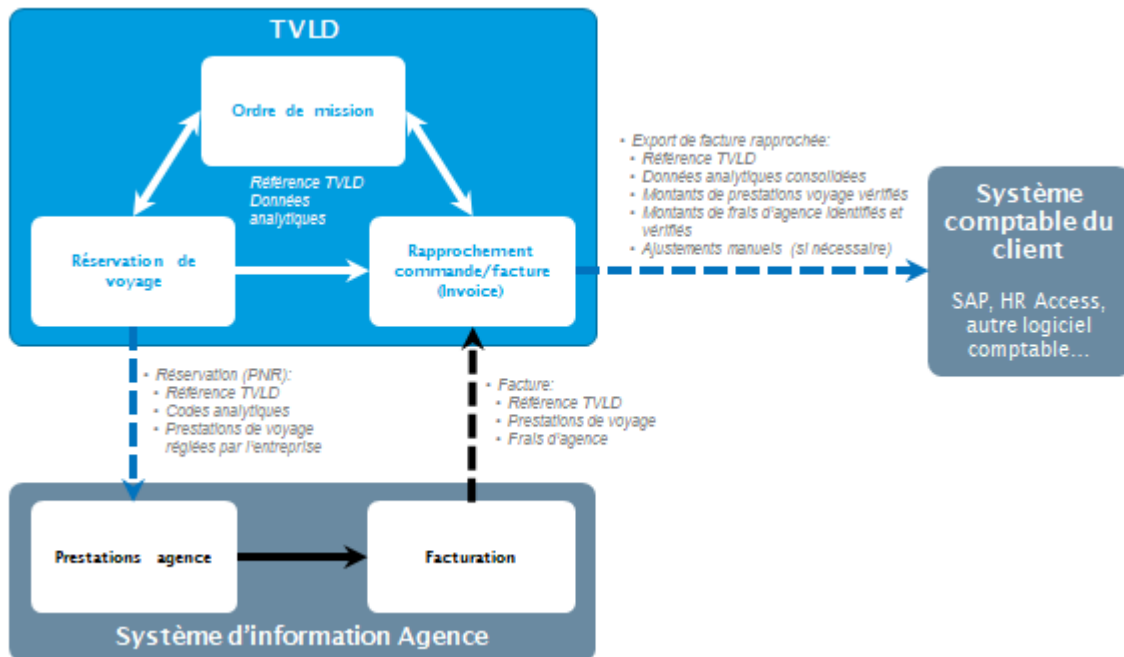 TVLD
Ordre de mission
Référence TVLD
Données
analytiques
Réservation de
voyage
Rapprochement
commande/facture
(Invoice)
• Export de facture rapprochée:
• Référence TVLD
• Données analytiques consolidées
• Montants de prestations voyage vérifiés
• Montants de frais d'agence identifiés et
vérifiés
• Ajustements manuels (si nécessaire)
Système
comptable du
client
SAP, HR Access,
autre logiciel
comptable...
• Réservation (PNR):
• Référence TVLD
• Codes analytiques
• Prestations de voyage
réglées par l'entreprise
• Facture:
• Référence TVLD
• Prestations de voyage
• Frais d'agence
Prestations agence
Facturation
Système d'information Agence